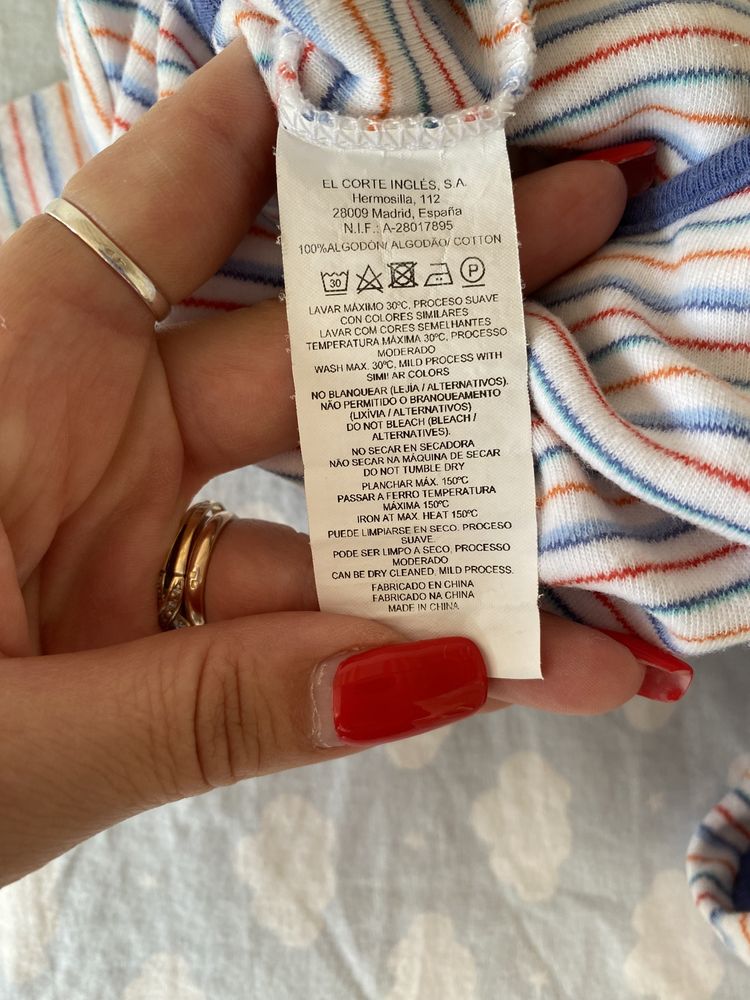 EL CORTE INGLÉS, S.A.
Hermosilla, 112
28009 Madrid, España
N.I.F.: A-28017895
100%ALGODÓN/ ALGODÃO/ COTTON
30 P
LAVAR MÁXIMO 30ºC, PROCESO SUAVE
CON COLORES SIMILARES
LAVAR COM CORES SEMELHANTES
TEMPERATURA MÁXIMA 30ºC, PROCESSO
MODERADO
WASH MAX. 30ºC, MILD PROCESS WITH
SIMILAR COLORS
NO BLANQUEAR (LEJÍA / ALTERNATIVOS).
NÃO PERMITIDO O BRANQUEAMENTO
(LIXÍVIA / ALTERNATIVOS)
DO NOT BLEACH (BLEACH /
ALTERNATIVES).
NO SECAR EN SECADORA
NÃO SECAR NA MÁQUINA DE SECAR
DO NOT TUMBLE DRY
PLANCHAR MÁX. 150ºC
PASSAR A FERRO TEMPERATURA
MÁXIMA 150ºC
IRON AT MAX. HEAT 150ºC
PUEDE LIMPIARSE EN SECO. PROCESO
SUAVE.
PODE SER LIMPO A SECO, PROCESSO
MODERADO
CAN BE DRY CLEANED, MILD PROCESS.
FABRICADO EN CHINA
FABRICADO NA CHINA
MADE IN CHINA